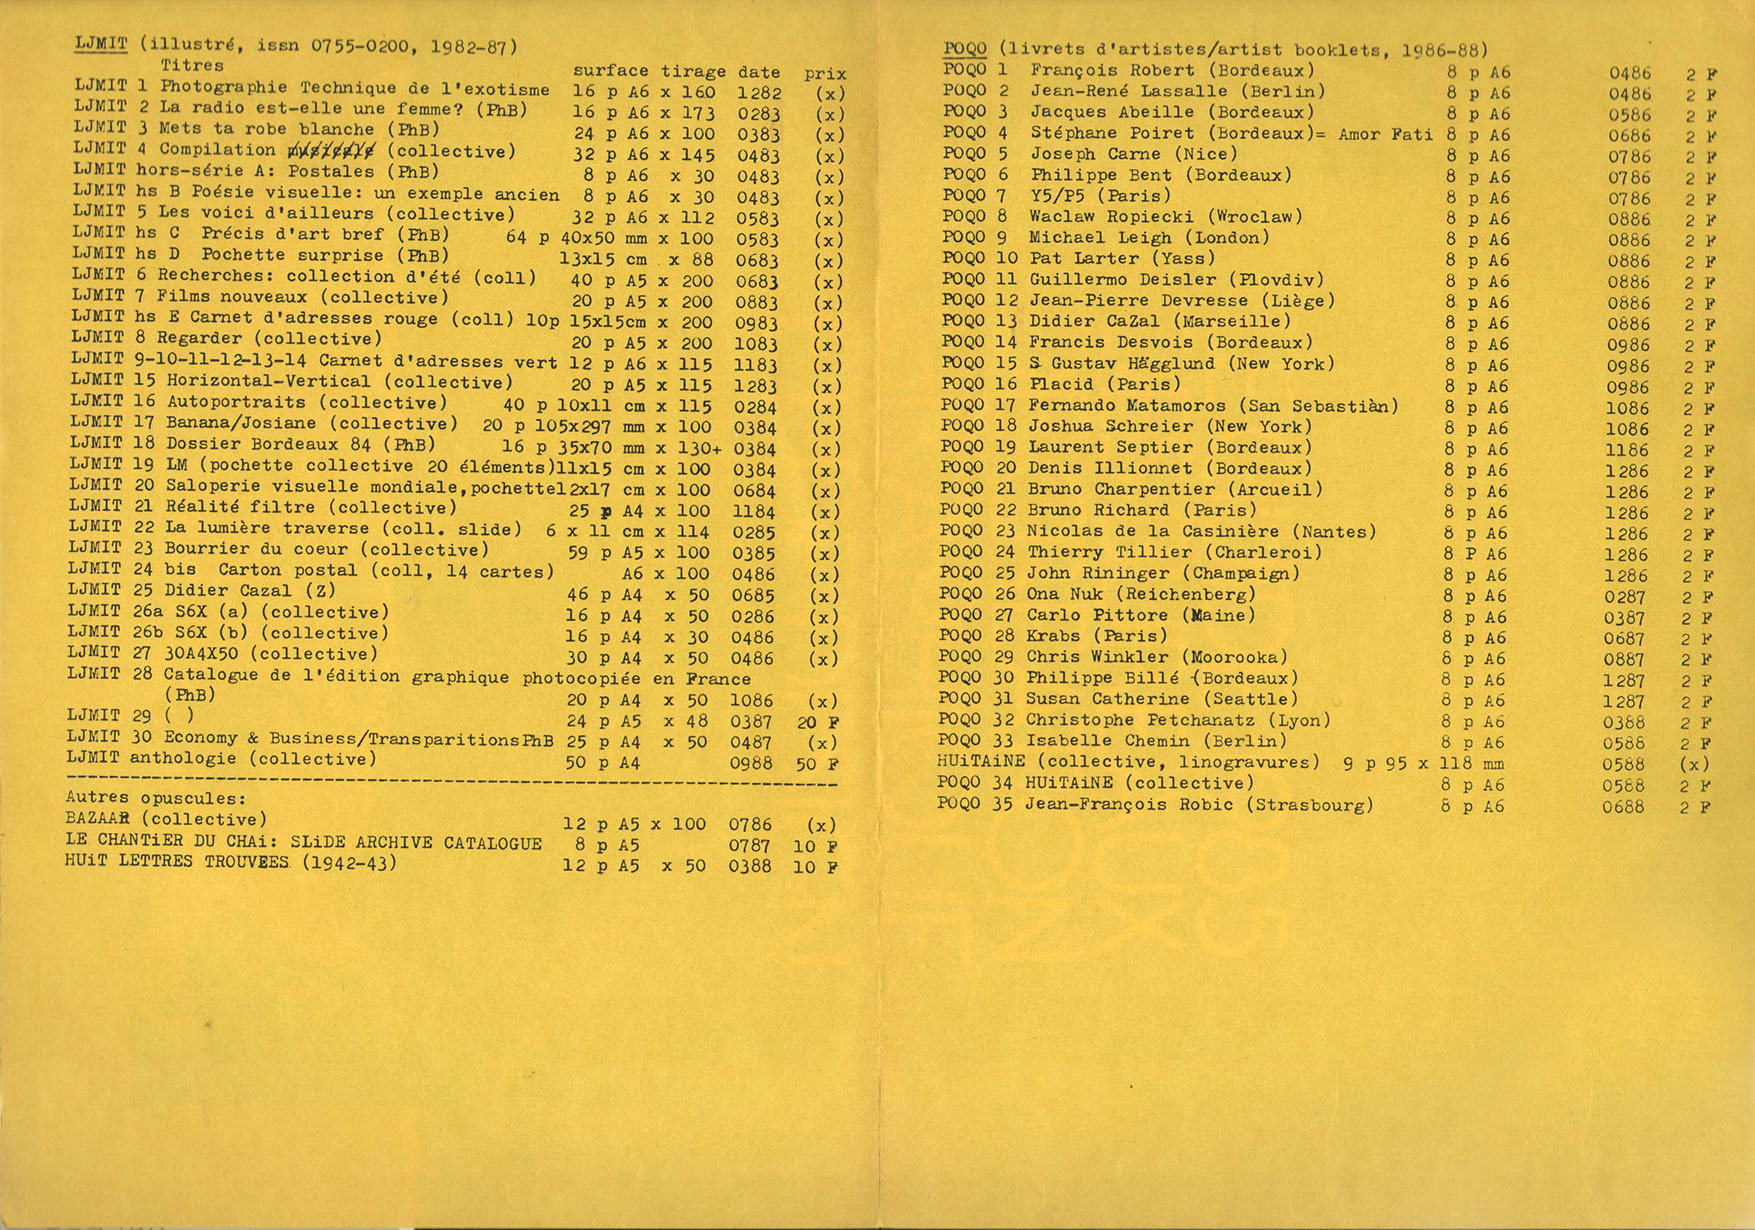 LJMIT (illustré, issn 0755-0200, 1982-87)
Titres surface tirage date prix
LJMIT 1 Photographie Technique de l'exotisme 16 p A6 x 160 1282 (x)
LJMIT 2 La radio est-elle une femme? (PhB) 16 p A6 x 173 0283 (x)
LJMIT 3 Mets ta robe blanche (PhB) 24 p A6 x 100 0383 (x)
LJMIT 4 Compilation (collective) 32 p A6 x 145 0483 (x)
LJMIT hors-série A: Postales (PhB) 8 p A6 x 30 0483 (x)
LJMIT hs B Poésie visuelle: un exemple ancien 8 p A6 x 30 0483 (x)
LJMIT 5 Les voici d'ailleurs (collective) 32 p A6 x 112 0583 (x)
LJMIT hs C Précis d'art bref (PhB) 64 p 40x50 mm x 100 0583 (x)
LJMIT hs D Pochette surprise (PhB) 13x15 cm . x 88 0683 (x)
LJMIT 6 Recherches: collection d'été (coll) 40 p A5 x 200 0683 (x)
LJMIT 7 Films nouveaux (collective) 20 p A5 x 200 0883 (x)
LJMIT hs E Carnet d'adresses rouge (coll) 10p 15x15cm x 200 0983 (x)
LJMIT 8 Regarder (collective) 20 p A5 x 200 1083 (x)
LJMIT 9-10-11-12-13-14 Carnet d'adresses vert 12 p A6 x 115 1183 (x)
LJMIT 15 Horizontal-Vertical (collective) 20 p A5 x 115 1283 (x)
LJMIT 16 Autoportraits (collective) 40 p 10x11 cm x 115 0284 (x)
LJMIT 17 Banana/Josiane (collective) 20 p 105x297 mm x 100 0384 (x)
LJMIT 18 Dossier Bordeaux 84 (PhB) 16 p 35x70 mm x 130+ 0384 (x)
LJMIT 19 LM (pochette collective 20 éléments)11x15 cm x 100 0384 (x)
LJMIT 20 Saloperie visuelle mondiale,pochette12x17 cm x 100 0684 (x)
LJMIT 21 Réalité filtre (collective) 25 p A4 x 100 1184 (x)
LJMIT 22 La lumière traverse (coll. slide) 6 x 11 cm x 114 0285 (x)
LJMIT 23 Bourrier du coeur (collective) 59 p A5 x 100 0385 (x)
LJMIT 24 bis Carton postal (coll, 14 cartes) A6 x 100 0486 (x)
LJMIT 25 Didier Cazal (Z) 46 p A4 x 50 0685 (x)
LJMIT 26a S6X (a) (collective) 16 p A4 x 50 0286 (x)
LJMIT 26b S6X (b) (collective) 16 p A4 x 30 0486 (x)
LJMIT 27 30A4X50 (collective) 30 p A4 x 50 0486 (x)
LJMIT 28 Catalogue de l'édition graphique photocopiée en France
(PhB) 20 p A4 x 50 1086 (x)
LJMIT 29 ( ) 24 p A5 x 48 0387 20 F
LJMIT 30 Economy & Business/TransparitionsPhB 25 p A4 x 50 0487 (x)
LJMIT anthologie (collective) 50 p A4 0988 50 F
Autres opuscules:
BAZAAR (collective) 12 p A5 x 100 0786 (x)
LE CHANTiER DU CHAi: SLiDE ARCHIVE CATALOGUE 8 p A5 0787 10 F
HUiT LETTRES TROUVEES (1942-43) 12 p A5 x 50 0388 10 F
POQO (livrets d'artistes/artist booklets, 1986-88)
POQO 1 François Robert (Bordeaux) 8 p A6 0486 2 F
POQO 2 Jean-René Lassalle (Berlin) 8 p A6 0486 2 F
POQO 3 Jacques Abeille (Bordeaux) 8 p A6 0586 2 F
POQO 4 Stéphane Poiret (Bordeaux)= Amor Fati 8 p A6 0686 2 F
POQO 5 Joseph Carne (Nice) 8 p A6 0786 2 F
POQO 6 Philippe Bent (Bordeaux) 8 p A6 0786 2 F
POQO 7 Y5/P5 (Paris) 8 p A6 0786 2 F
POQO 8 Waclaw Ropiecki (Wroclaw) 8 p A6 0886 2 F
POQO 9 Michael Leigh (London) 8 p A6 0886 2 F
POQO 10 Pat Larter (Yass) 8 p A6 0886 2 F
POQO 11 Guillermo Deisler (Plovdiv) 8 p A6 0886 2 F
POQO 12 Jean-Pierre Devresse (Liège) 8 p A6 0886 2 F
POQO 13 Didier CaZal (Marseille) 8 p A6 0886 2 F
POQO 14 Francis Desvois (Bordeaux) 8 p A6 0986 2 F
POQO 15 S Gustav Hägglund (New York) 8 p A6 0986 2 F
POQO 16 Placid (Paris) 8 p A6 0986 2 F
POQO 17 Fernando Matamoros (San Sebastiàn) 8 p A6 1086 2 F
POQO 18 Joshua Schreier (New York) 8 p A6 1086 2 F
POQO 19 Laurent Septier (Bordeaux) 8 p A6 1186 2 F
POQO 20 Denis Illionnet (Bordeaux) 8 p A6 1286 2 F
POQO 21 Bruno Charpentier (Arcueil) 8 p A6 1286 2 F
POQO 22 Bruno Richard (Paris) 8 p A6 1286 2 F
POQO 23 Nicolas de la Casinière (Nantes) 8 p A6 1286 2 F
POQO 24 Thierry Tillier (Charleroi) 8 P A6 1286 2 F
POQO 25 John Rininger (Champaign) 8 p A6 1286 2 F
POQO 26 Ona Nuk (Reichenberg) 8 p A6 0287 2 F
POQO 27 Carlo Pittore (Maine) 8 p A6 0387 2 F
POQO 28 Krabs (Paris) 8 p A6 0687 2 F
POQO 29 Chris Winkler (Moorooka) 8 p A6 0887 2 F
POQO 30 Philippe Billé (Bordeaux) 8 p A6 1287 2 F
POQO 31 Susan Catherine (Seattle) 8 p A6 1287 2 F
POQO 32 Christophe Petchanatz (Lyon) 8 p A6 0388 2 F
POQO 33 Isabelle Chemin (Berlin) 8 p A6 0588 2 F
HUiTAiNE (collective, linogravures) 9 p 95 x 118 mm 0588 (x)
POQO 34 HUiTAiNE (collective) 8 p A6 0588 2 F
POQO 35 Jean-François Robic (Strasbourg) 8 p A6 0688 2 F